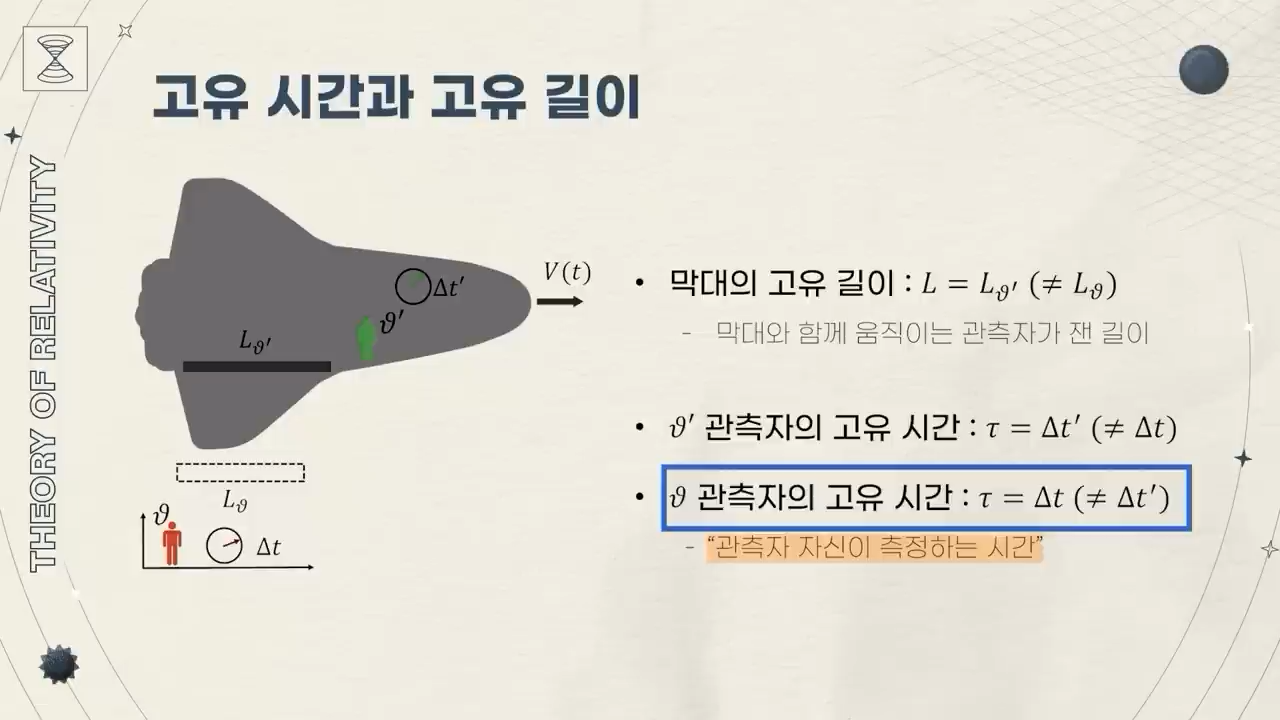 고유 시간과 고유 길이
THEORY OF RELATIVITY
V(t)
Δt′
ϑ′
L_ϑ′
L_ϑ
ϑ
Δt
• 막대의 고유 길이 : L = L_ϑ′ (≠ L_ϑ)
- 막대와 함께 움직이는 관측자가 잰 길이
• ϑ′ 관측자의 고유 시간 : τ = Δt′ (≠ Δt)
• ϑ 관측자의 고유 시간 : τ = Δt (≠ Δt′)
- “관측자 자신이 측정하는 시간”